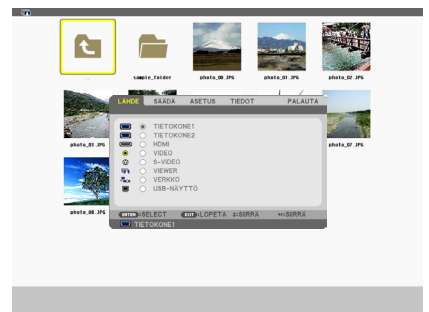 ..
sample_folder
photo_00.JPG
photo_01.JPG
photo_02.JPG
LÄHDE SÄÄDÄ ASETUS TIEDOT PALAUTA
TIETOKONE1
TIETOKONE2
HDMI
VIDEO
S-VIDEO
VIEWER
VERKKO
USB-NÄYTTÖ
photo_03.JPG
photo_07.JPG
photo_08.JPG
ENTER :SELECT EXIT :LOPETA ↕:SIIRRÄ ↔:SIIRRÄ
TIETOKONE1